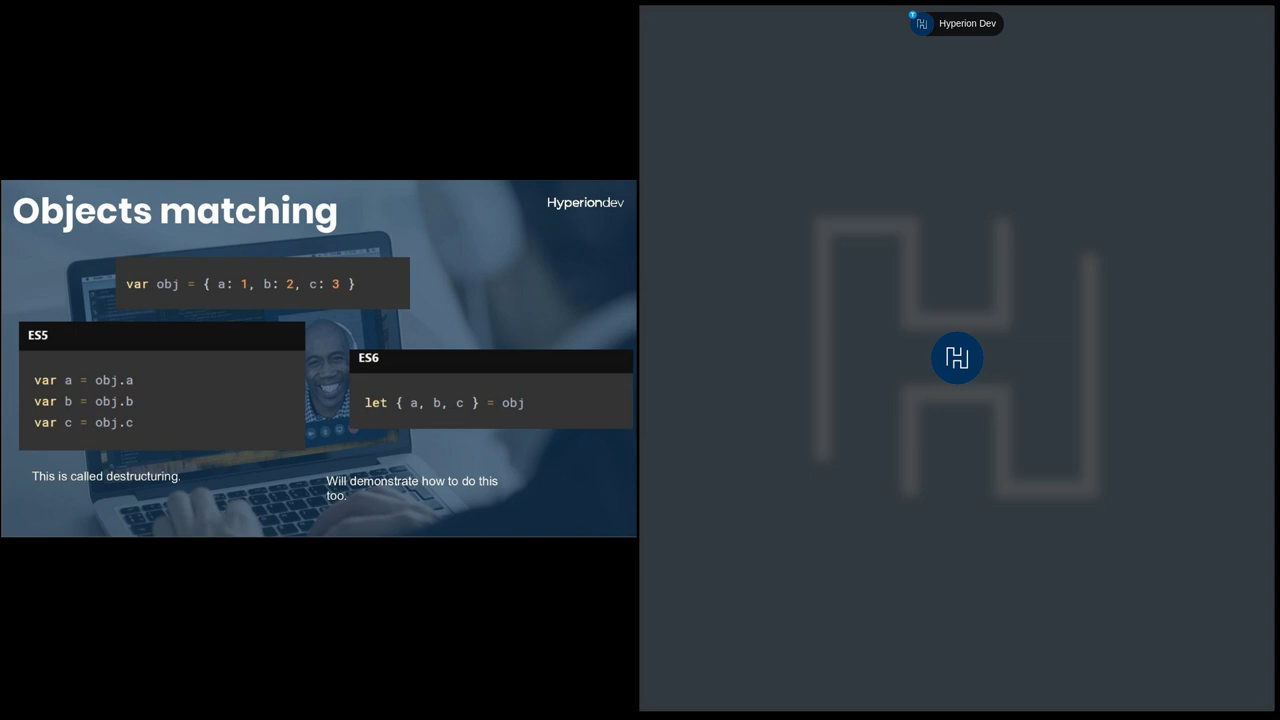 Objects matching
Hyperiondev
var obj = { a: 1, b: 2, c: 3 }
ES5
var a = obj.a
var b = obj.b
var c = obj.c
This is called destructuring.
ES6
let { a, b, c } = obj
Will demonstrate how to do this
too.
Hyperion Dev